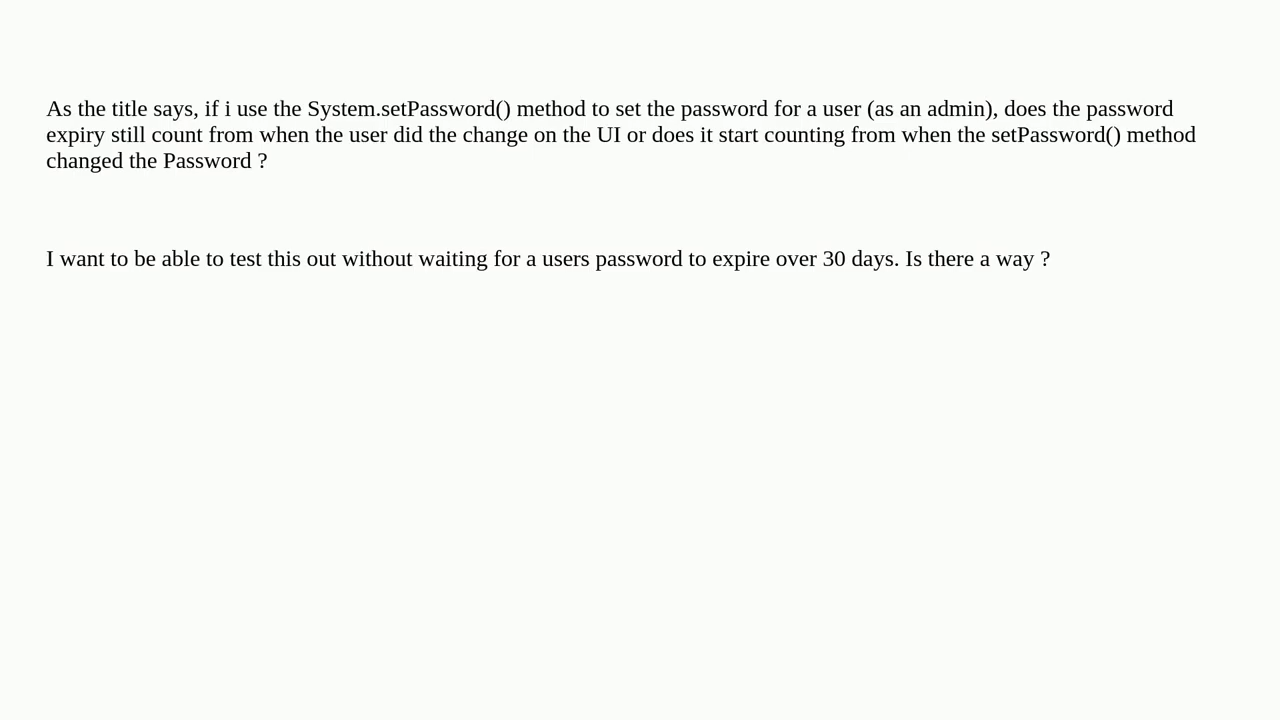 As the title says, if i use the System.setPassword() method to set the password for a user (as an admin), does the password
expiry still count from when the user did the change on the UI or does it start counting from when the setPassword() method
changed the Password ?
I want to be able to test this out without waiting for a users password to expire over 30 days. Is there a way ?